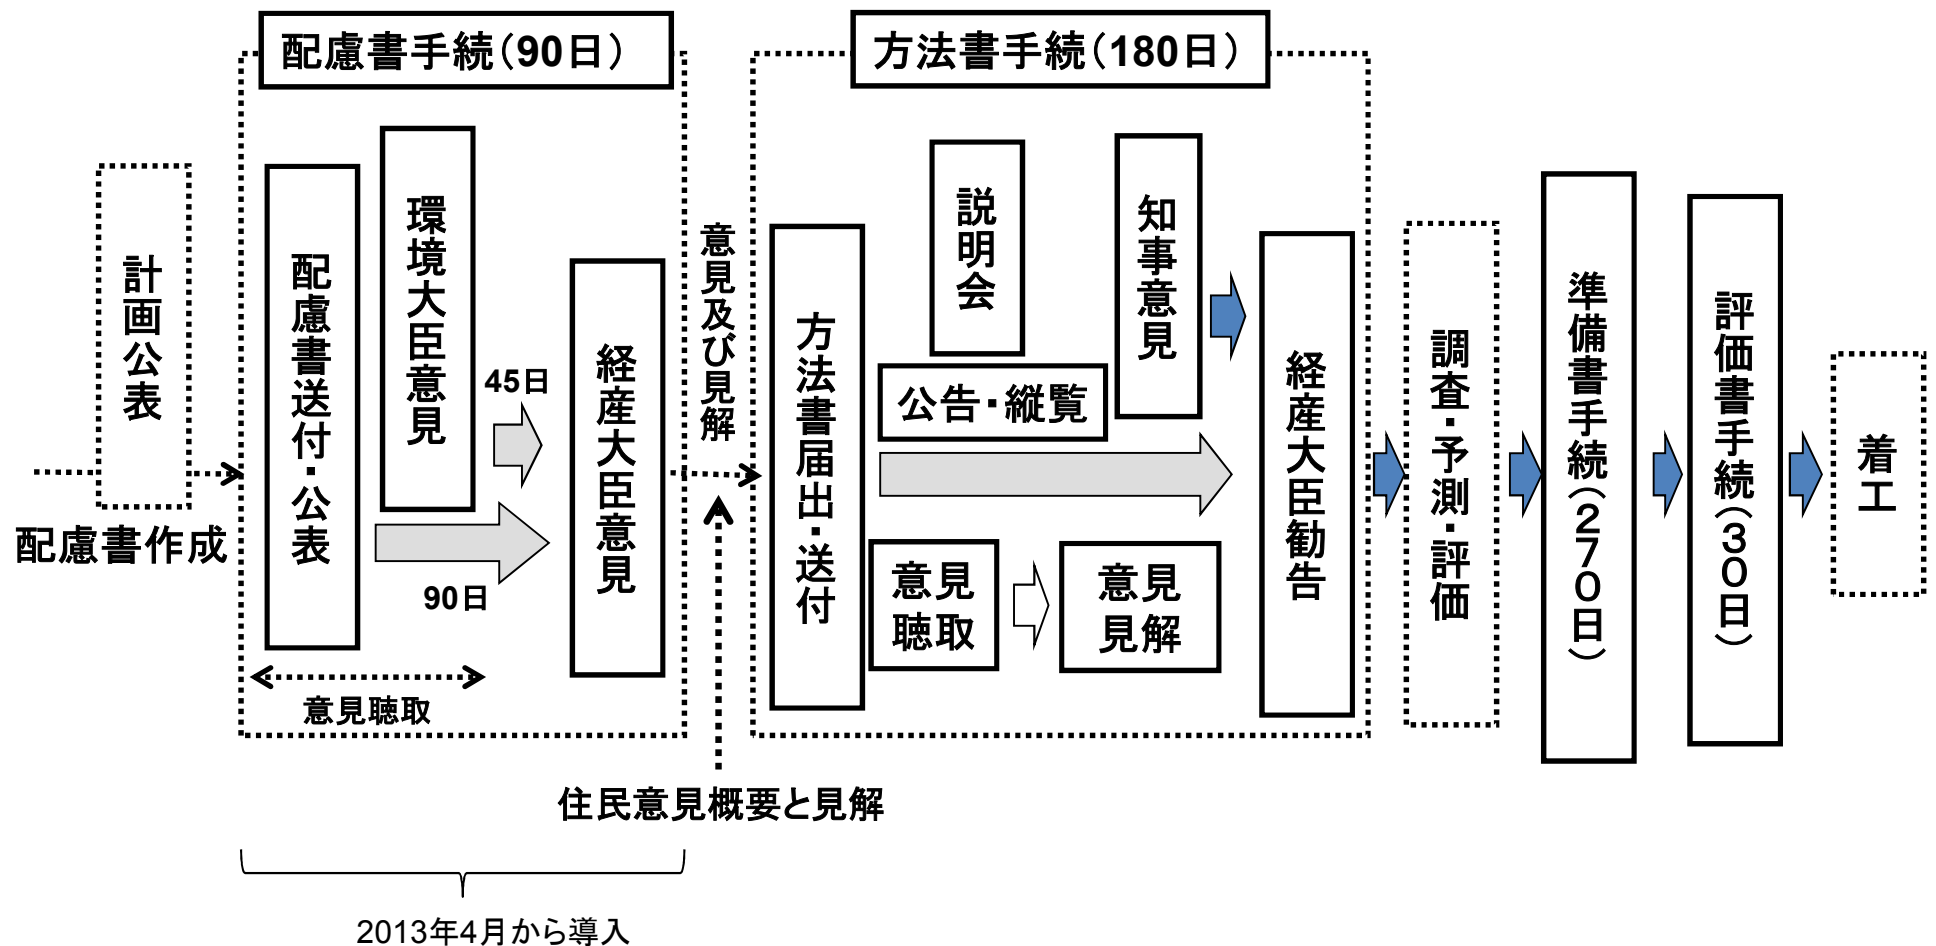 配慮書手続（90日）
方法書手続（180日）
計画公表
配慮書作成
配慮書送付・公表
環境大臣意見
45日
90日
経産大臣意見
意見聴取
意見及び見解
住民意見概要と見解
方法書届出・送付
説明会
公告・縦覧
知事意見
意見
聴取
意見
見解
経産大臣勧告
調査・予測・評価
準備書手続（２７０日）
評価書手続（３０日）
着工
2013年4月から導入